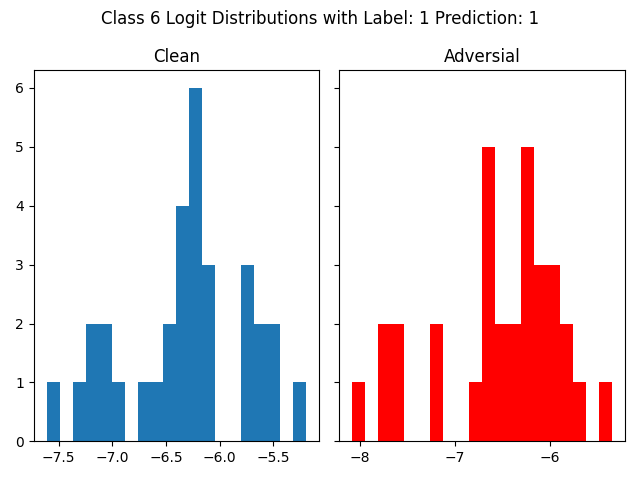 Class 6 Logit Distributions with Label: 1 Prediction: 1
Clean
Adversial
6
5
4
3
2
1
0
−7.5 −7.0 −6.5 −6.0 −5.5
−8 −7 −6